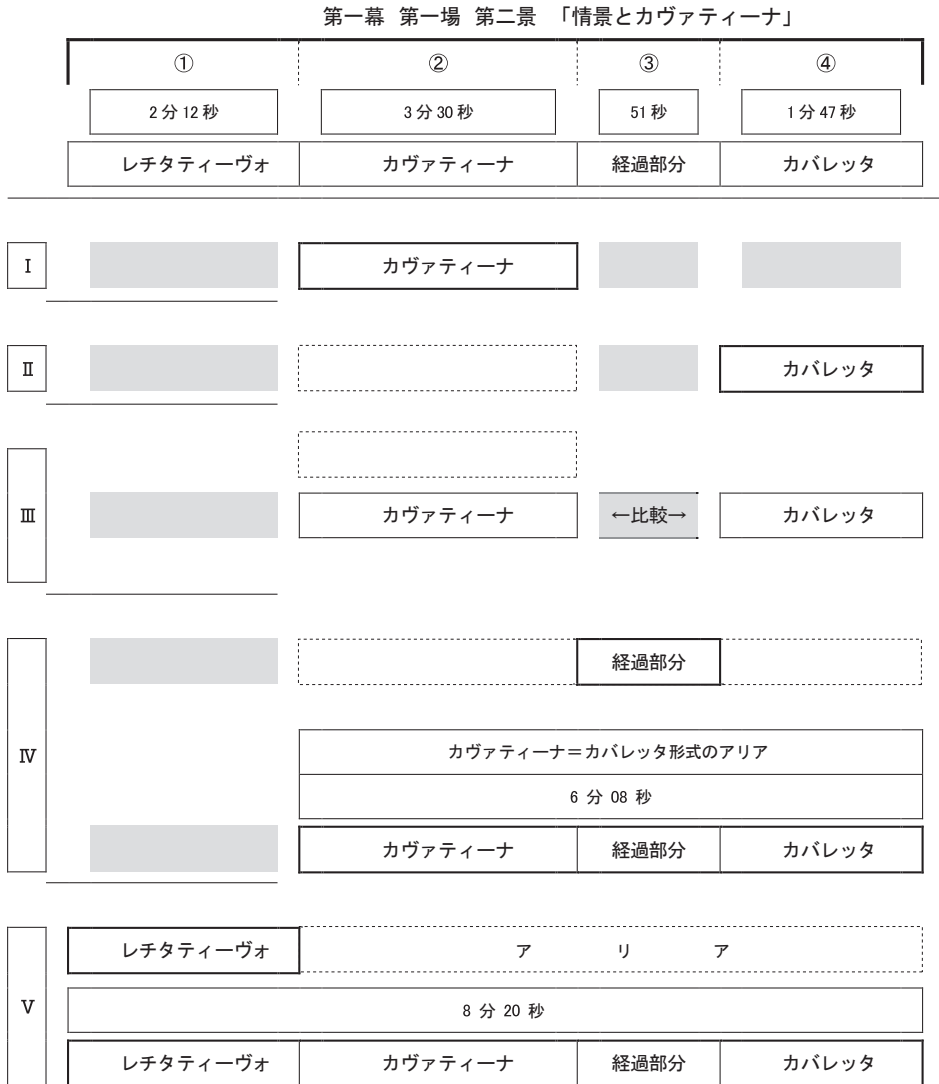 第一幕 第一場 第二景 「情景とカヴァティーナ」
① ② ③ ④
2分12秒 3分30秒 51秒 1分47秒
レチタティーヴォ カヴァティーナ 経過部分 カバレッタ
Ⅰ カヴァティーナ
Ⅱ カバレッタ
Ⅲ カヴァティーナ ←比較→ カバレッタ
経過部分
Ⅳ カヴァティーナ=カバレッタ形式のアリア
6 分 08 秒
カヴァティーナ 経過部分 カバレッタ
レチタティーヴォ ア リ ア
Ⅴ 8 分 20 秒
レチタティーヴォ カヴァティーナ 経過部分 カバレッタ